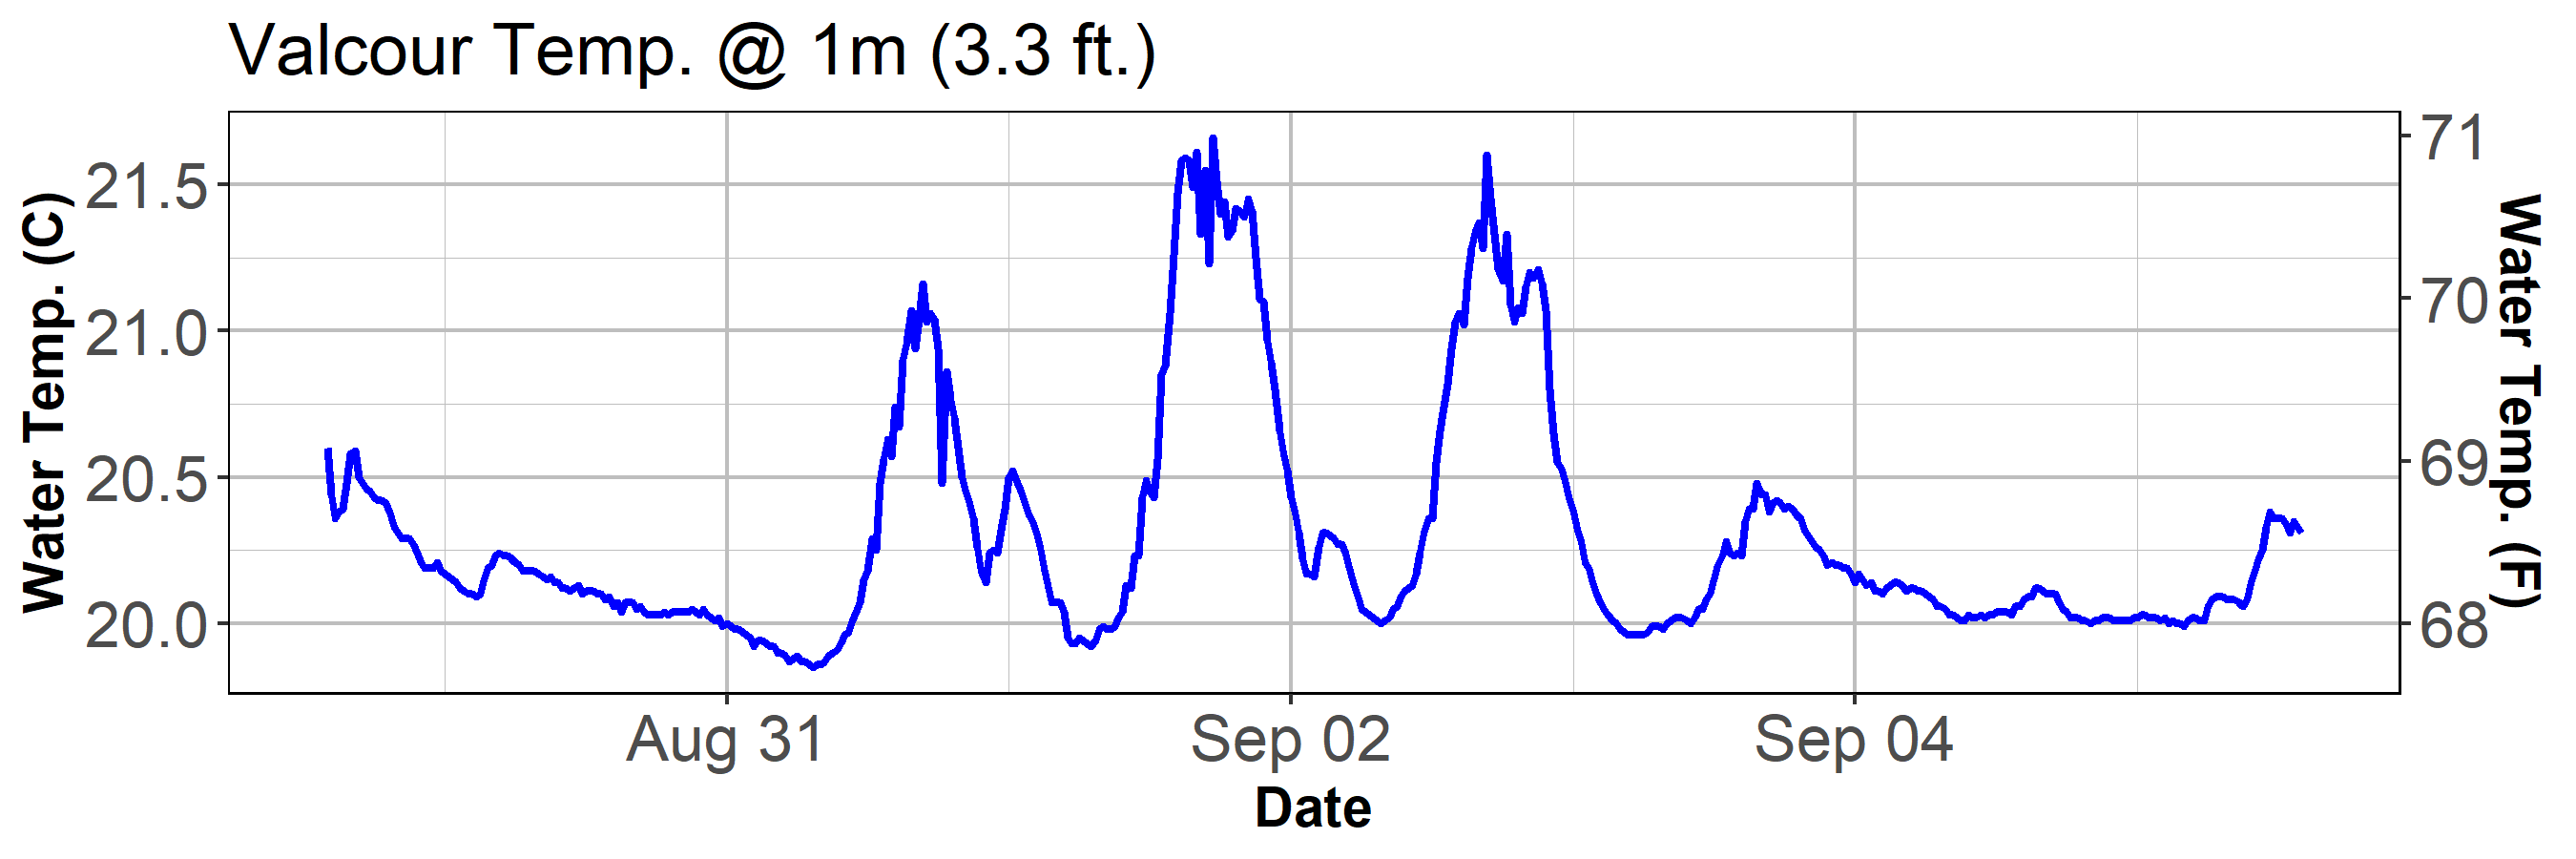 Valcour Temp. @ 1m (3.3 ft.)
Water Temp. (C)
21.5
21.0
20.5
20.0
71
70
69
68
Water Temp. (F)
Aug 31
Sep 02
Sep 04
Date